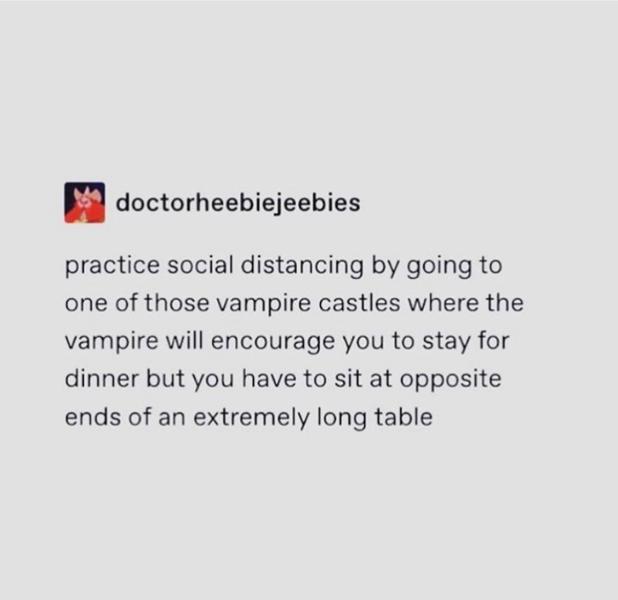 doctorheebiejeebies
practice social distancing by going to
one of those vampire castles where the
vampire will encourage you to stay for
dinner but you have to sit at opposite
ends of an extremely long table